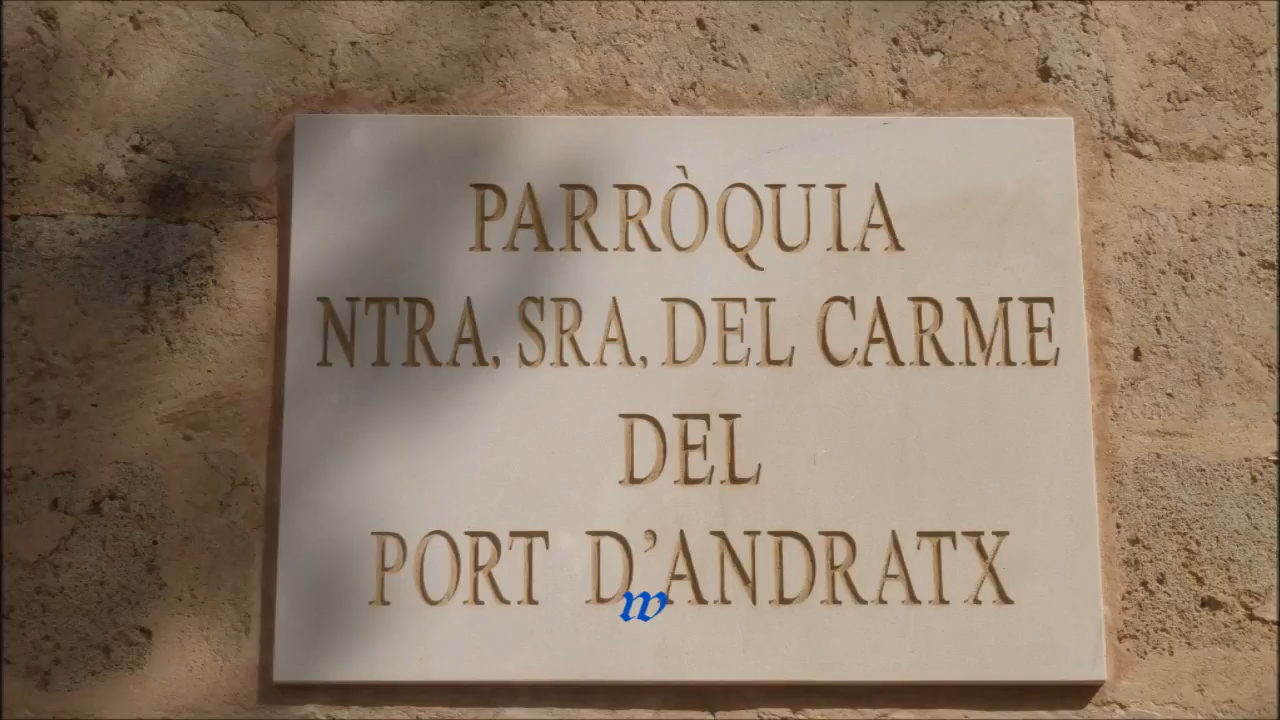 PARRÒQUIA
NTRA. SRA. DEL CARME
DEL
PORT D'ANDRATX
w